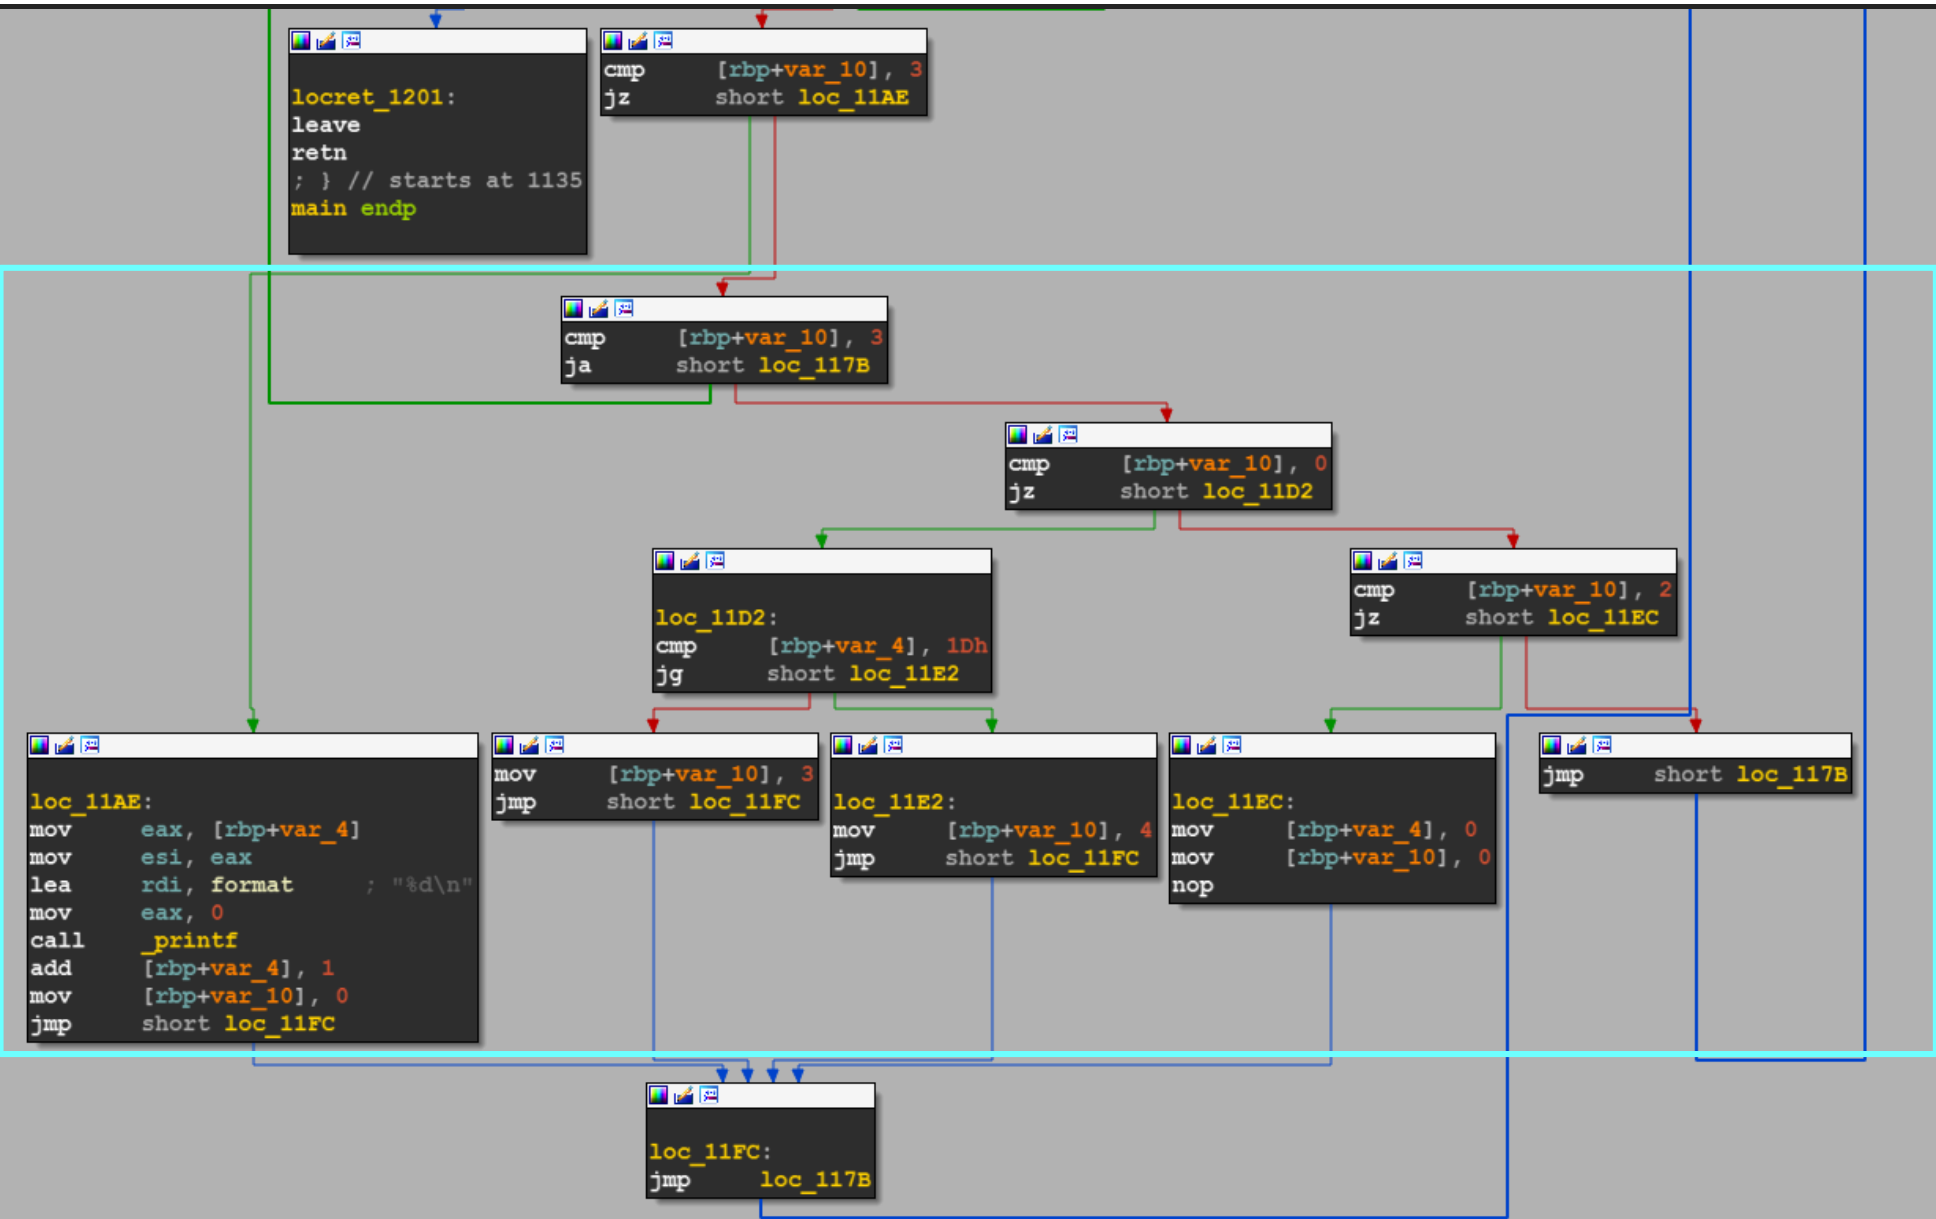 locret_1201:
leave
retn
; } // starts at 1135
main endp
cmp [rbp+var_10], 3
jz short loc_11AE
cmp [rbp+var_10], 3
ja short loc_117B
cmp [rbp+var_10], 0
jz short loc_11D2
loc_11D2:
cmp [rbp+var_4], 1Dh
jg short loc_11E2
cmp [rbp+var_10], 2
jz short loc_11EC
loc_11AE:
mov eax, [rbp+var_4]
mov esi, eax
lea rdi, format ; "%d\n"
mov eax, 0
call _printf
add [rbp+var_4], 1
mov [rbp+var_10], 0
jmp short loc_11FC
mov [rbp+var_10], 3
jmp short loc_11FC
loc_11E2:
mov [rbp+var_10], 4
jmp short loc_11FC
loc_11EC:
mov [rbp+var_4], 0
mov [rbp+var_10], 0
nop
jmp short loc_117B
loc_11FC:
jmp loc_117B